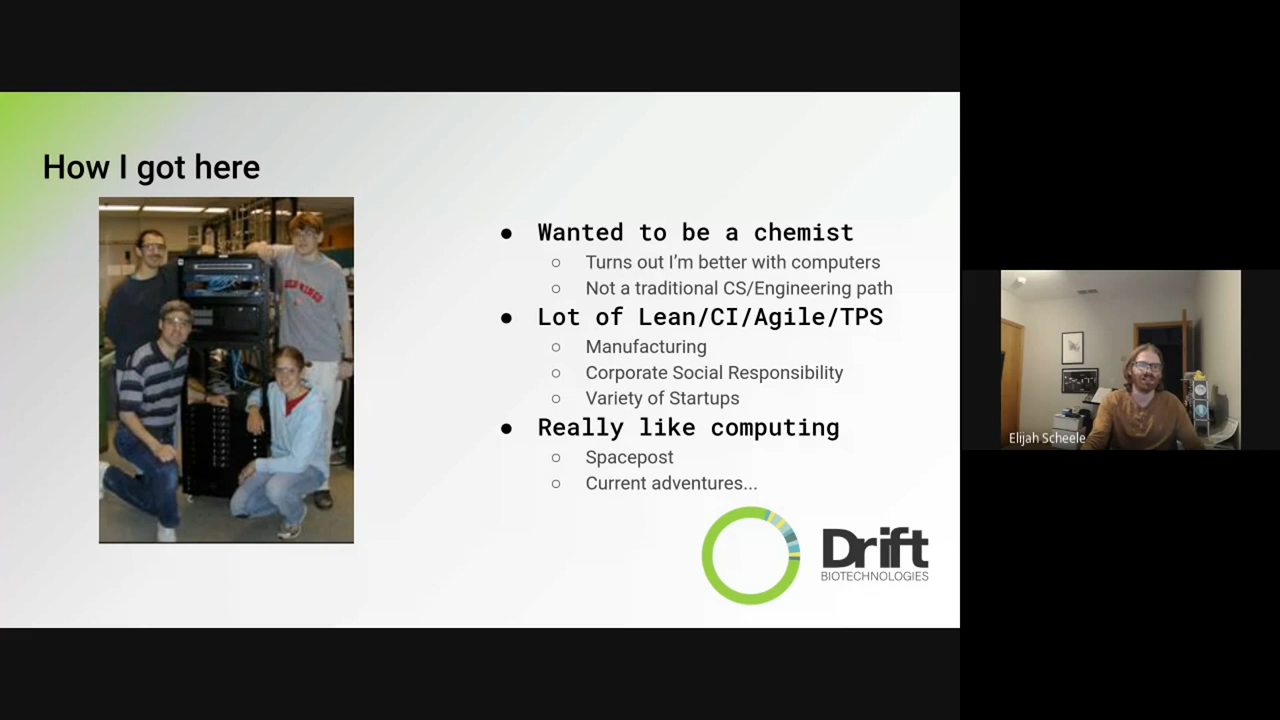 How I got here
● Wanted to be a chemist
○ Turns out I'm better with computers
○ Not a traditional CS/Engineering path
● Lot of Lean/CI/Agile/TPS
○ Manufacturing
○ Corporate Social Responsibility
○ Variety of Startups
● Really like computing
○ Spacepost
○ Current adventures...
Drift
BIOTECHNOLOGIES
Elijah Scheele